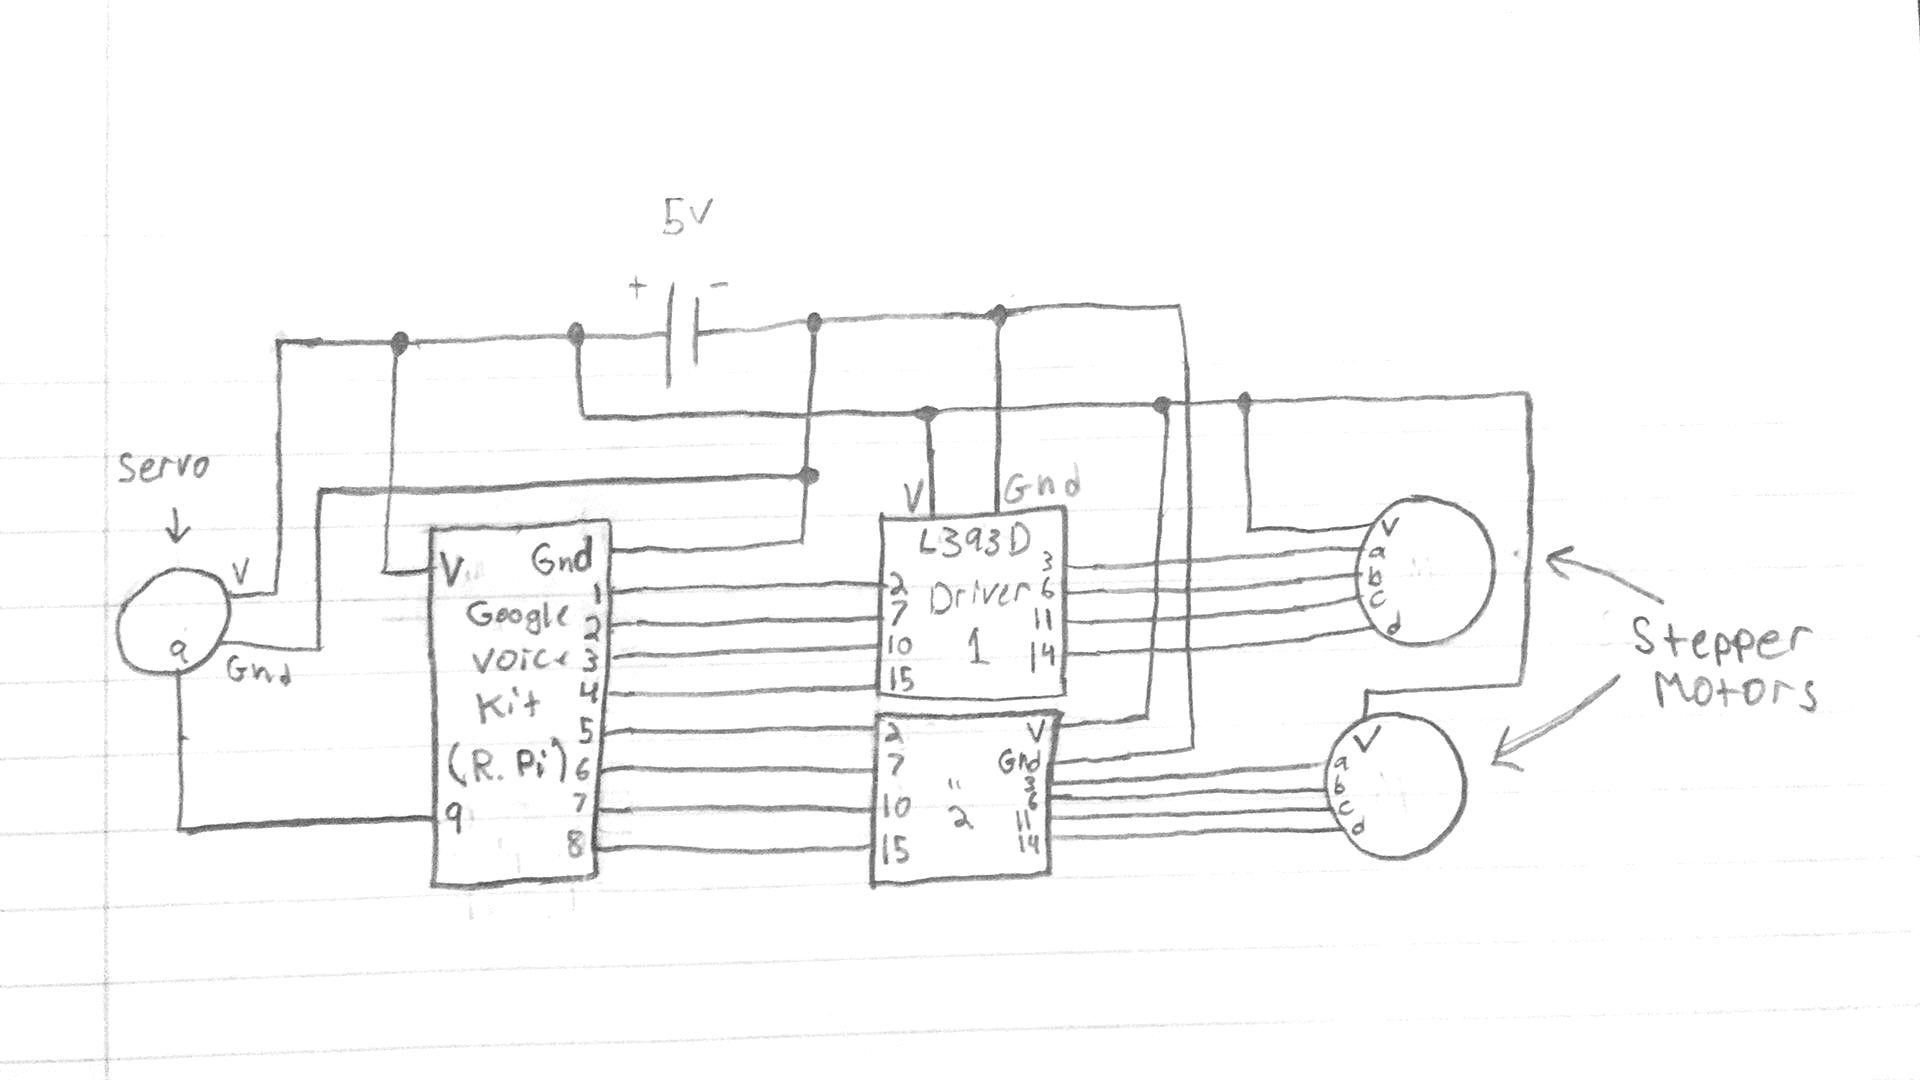 5V
+ -
Servo
V
a
Gnd
V Gnd
Google
Voice
Kit
(R. Pi)
1
2
3
4
5
6
7
8
9
V Gnd
L393D
Driver
1
2
7
10
15
3
6
11
14
"
2
2
7
10
15
V
Gnd
3
6
11
14
V
a
b
c
d
V
a
b
c
d
Stepper
Motors